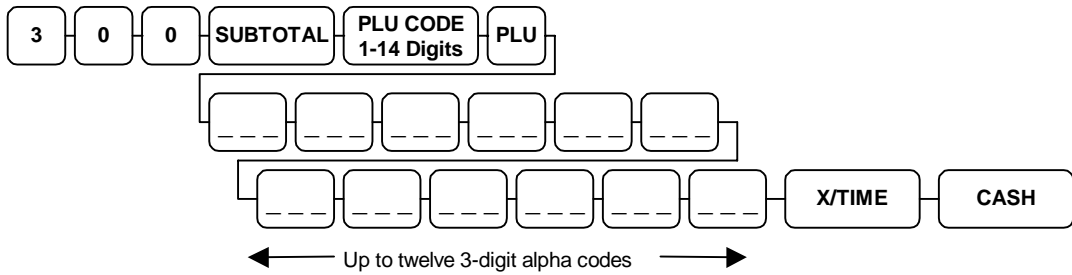 3 0 0 SUBTOTAL PLU CODE 1-14 Digits PLU
_ _ _ _ _ _ _ _ _ _ _ _ _ _ _ _ _ _
_ _ _ _ _ _ _ _ _ _ _ _ _ _ _ _ _ _ X/TIME CASH
Up to twelve 3-digit alpha codes